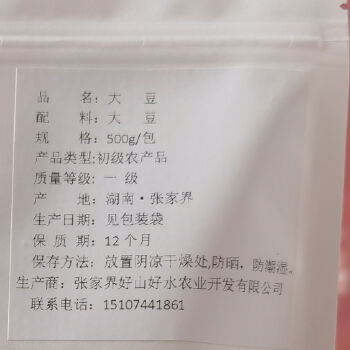 品 名：大 豆
配 料：大 豆
规 格：500g/包
产品类型:初级农产品
质量等级：一 级
产 地：湖南·张家界
生产日期：见包装袋
保 质 期：12个月
保存方法：放置阴凉干燥处,防晒，防潮湿。
生产商：张家界好山好水农业开发有限公司
联系电话：15107441861